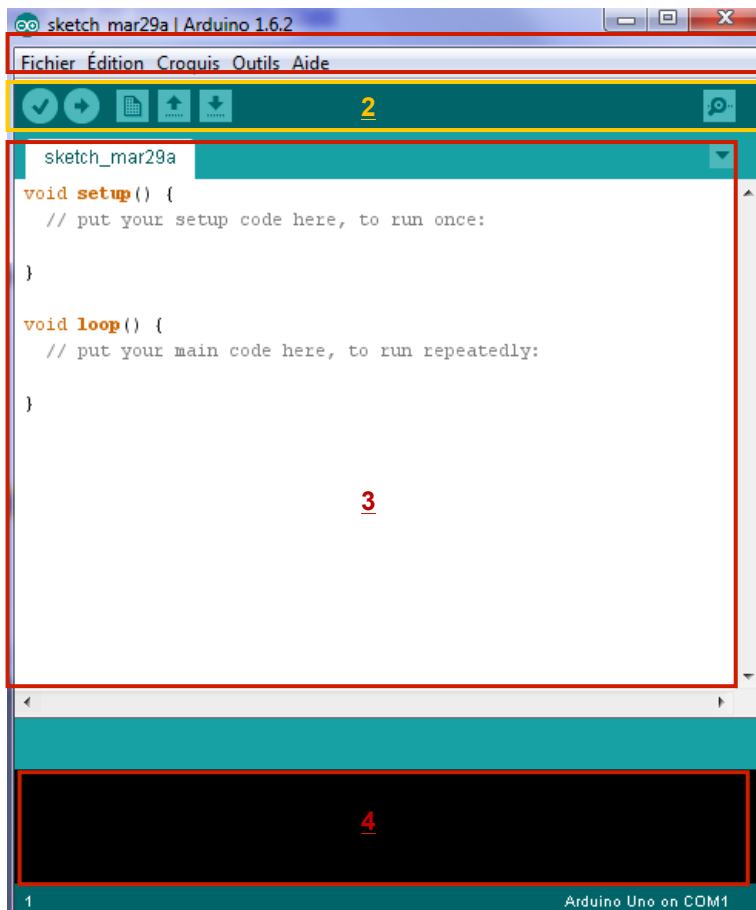 sketch_mar29a | Arduino 1.6.2
Fichier Édition Croquis Outils Aide
2
sketch_mar29a
void setup() {
  // put your setup code here, to run once:
}
void loop() {
  // put your main code here, to run repeatedly:
}
3
4
1 Arduino Uno on COM1